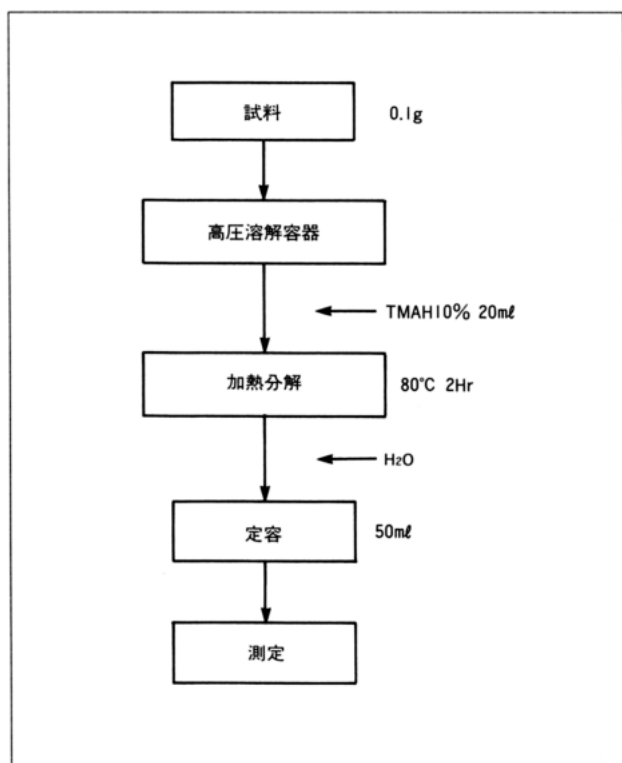 試料 0.1g
高圧溶解容器
TMAH10% 20mℓ
加熱分解 80℃ 2Hr
H₂O
定容 50mℓ
測定